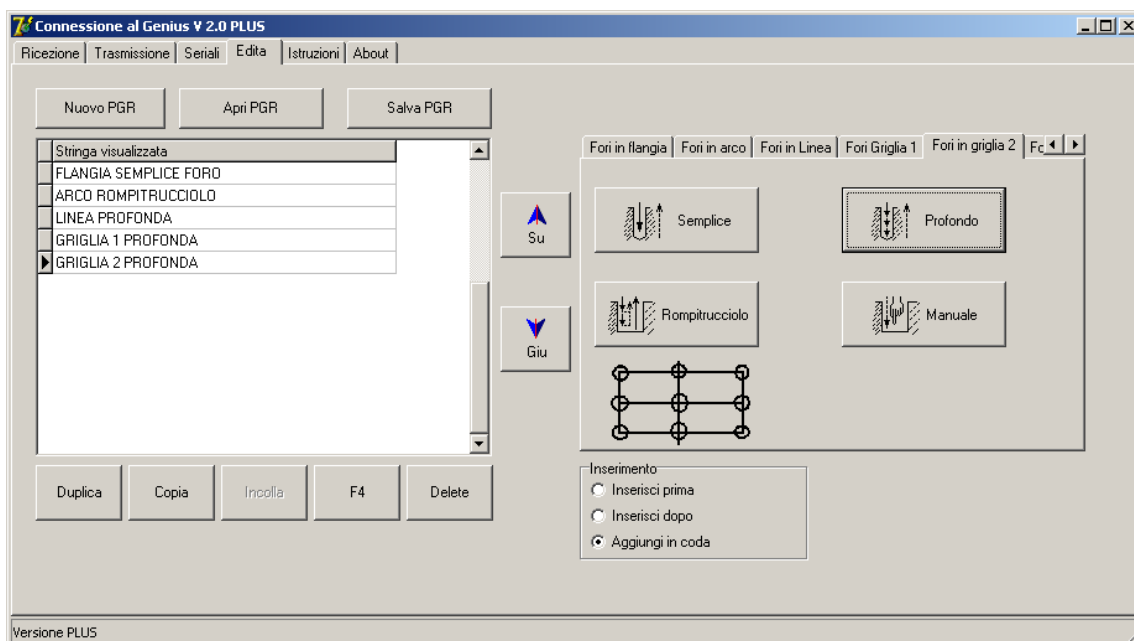 Connessione al Genius V 2.0 PLUS
Ricezione Trasmissione Seriali Edita Istruzioni About
Nuovo PGR Apri PGR Salva PGR
Stringa visualizzata
FLANGIA SEMPLICE FORO
ARCO ROMPITRUCCIOLO
LINEA PROFONDA
GRIGLIA 1 PROFONDA
GRIGLIA 2 PROFONDA
Su
Giu
Duplica Copia Incolla F4 Delete
Fori in flangia Fori in arco Fori in Linea Fori Griglia 1 Fori in griglia 2
Semplice Profondo
Rompitrucciolo Manuale
Inserimento
Inserisci prima
Inserisci dopo
Aggiungi in coda
Versione PLUS